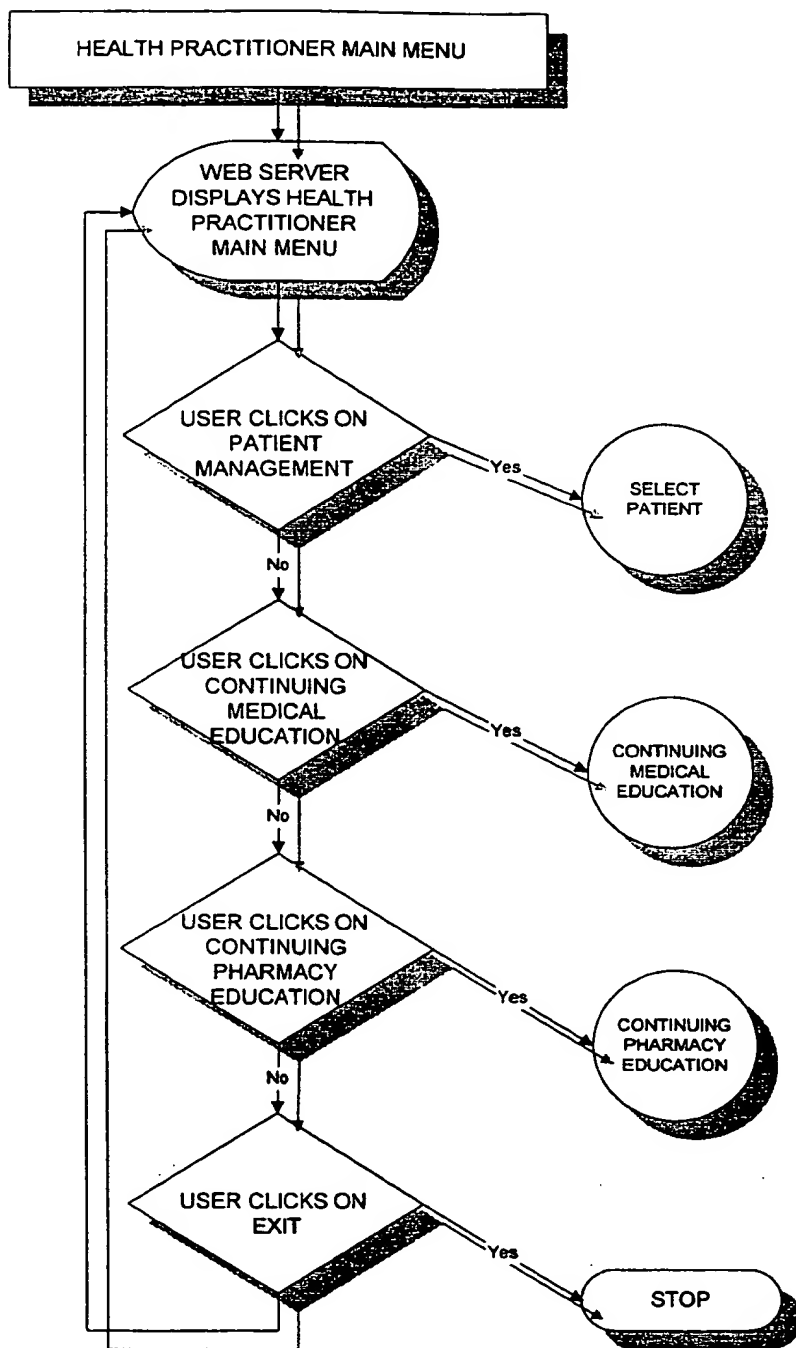 HEALTH PRACTITIONER MAIN MENU
WEB SERVER
DISPLAYS HEALTH
PRACTITIONER
MAIN MENU
USER CLICKS ON
PATIENT
MANAGEMENT
Yes
SELECT
PATIENT
No
USER CLICKS ON
CONTINUING
MEDICAL
EDUCATION
Yes
CONTINUING
MEDICAL
EDUCATION
No
USER CLICKS ON
CONTINUING
PHARMACY
EDUCATION
Yes
CONTINUING
PHARMACY
EDUCATION
No
USER CLICKS ON
EXIT
Yes
STOP